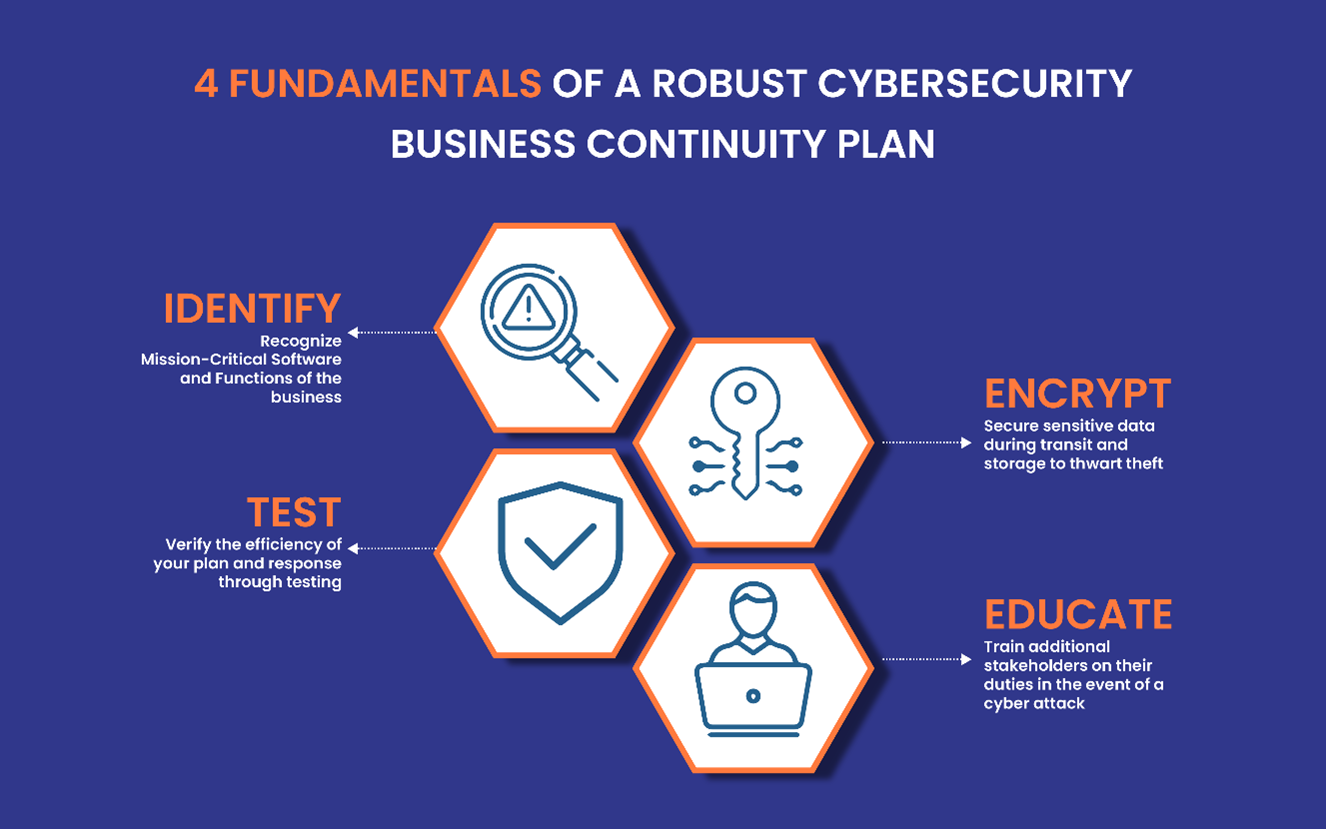 4 FUNDAMENTALS OF A ROBUST CYBERSECURITY
BUSINESS CONTINUITY PLAN
IDENTIFY
Recognize
Mission-Critical Software
and Functions of the
business
ENCRYPT
Secure sensitive data
during transit and
storage to thwart theft
TEST
Verify the efficiency of
your plan and response
through testing
EDUCATE
Train additional
stakeholders on their
duties in the event of a
cyber attack